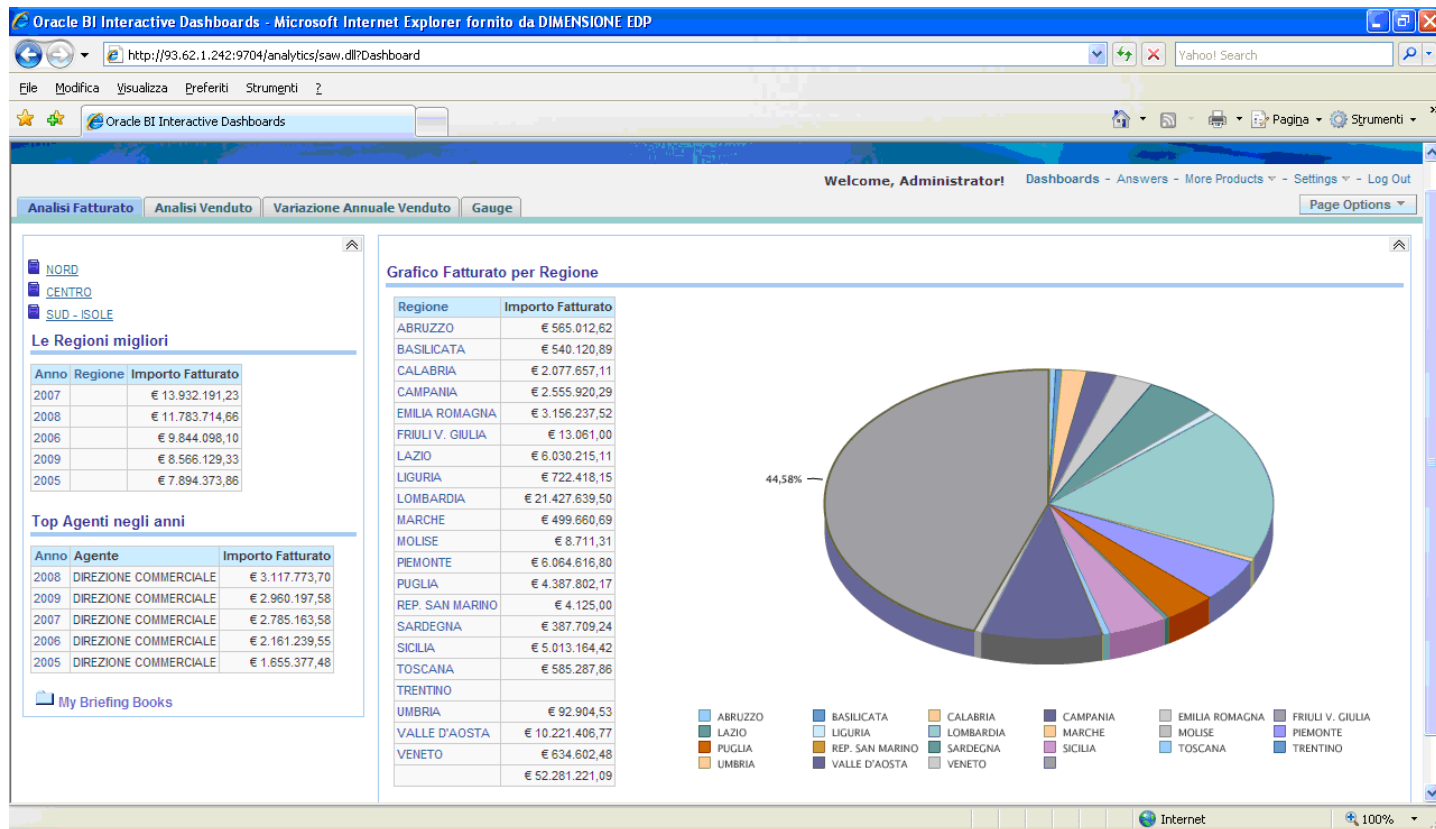 Oracle BI Interactive Dashboards - Microsoft Internet Explorer fornito da DIMENSIONE EDP
http://93.62.1.242:9704/analytics/saw.dll?Dashboard
Yahoo! Search
File Modifica Visualizza Preferiti Strumenti ?
Oracle BI Interactive Dashboards
Pagina
Strumenti
Welcome, Administrator! Dashboards - Answers - More Products - Settings - Log Out
Analisi Fatturato Analisi Venduto Variazione Annuale Venduto Gauge
Page Options
NORD
CENTRO
SUD - ISOLE
Le Regioni migliori
Anno Regione Importo Fatturato
2007 € 13.932.191,23
2008 € 11.783.714,66
2006 € 9.844.098,10
2009 € 8.566.129,33
2005 € 7.894.373,86
Top Agenti negli anni
Anno Agente Importo Fatturato
2008 DIREZIONE COMMERCIALE € 3.117.773,70
2009 DIREZIONE COMMERCIALE € 2.960.197,58
2007 DIREZIONE COMMERCIALE € 2.785.163,58
2006 DIREZIONE COMMERCIALE € 2.161.239,55
2005 DIREZIONE COMMERCIALE € 1.655.377,48
My Briefing Books
Grafico Fatturato per Regione
Regione Importo Fatturato
ABRUZZO € 565.012,62
BASILICATA € 540.120,89
CALABRIA € 2.077.657,11
CAMPANIA € 2.555.920,29
EMILIA ROMAGNA € 3.156.237,52
FRIULI V. GIULIA € 13.061,00
LAZIO € 6.030.215,11
LIGURIA € 722.418,15
LOMBARDIA € 21.427.639,50
MARCHE € 499.660,69
MOLISE € 8.711,31
PIEMONTE € 6.064.616,80
PUGLIA € 4.387.802,17
REP. SAN MARINO € 4.125,00
SARDEGNA € 387.709,24
SICILIA € 5.013.164,42
TOSCANA € 585.287,86
TRENTINO
UMBRIA € 92.904,53
VALLE D'AOSTA € 10.221.406,77
VENETO € 634.602,48
€ 52.281.221,09
44,58%
ABRUZZO BASILICATA CALABRIA CAMPANIA EMILIA ROMAGNA FRIULI V. GIULIA
LAZIO LIGURIA LOMBARDIA MARCHE MOLISE PIEMONTE
PUGLIA REP. SAN MARINO SARDEGNA SICILIA TOSCANA TRENTINO
UMBRIA VALLE D'AOSTA VENETO
Internet
100%